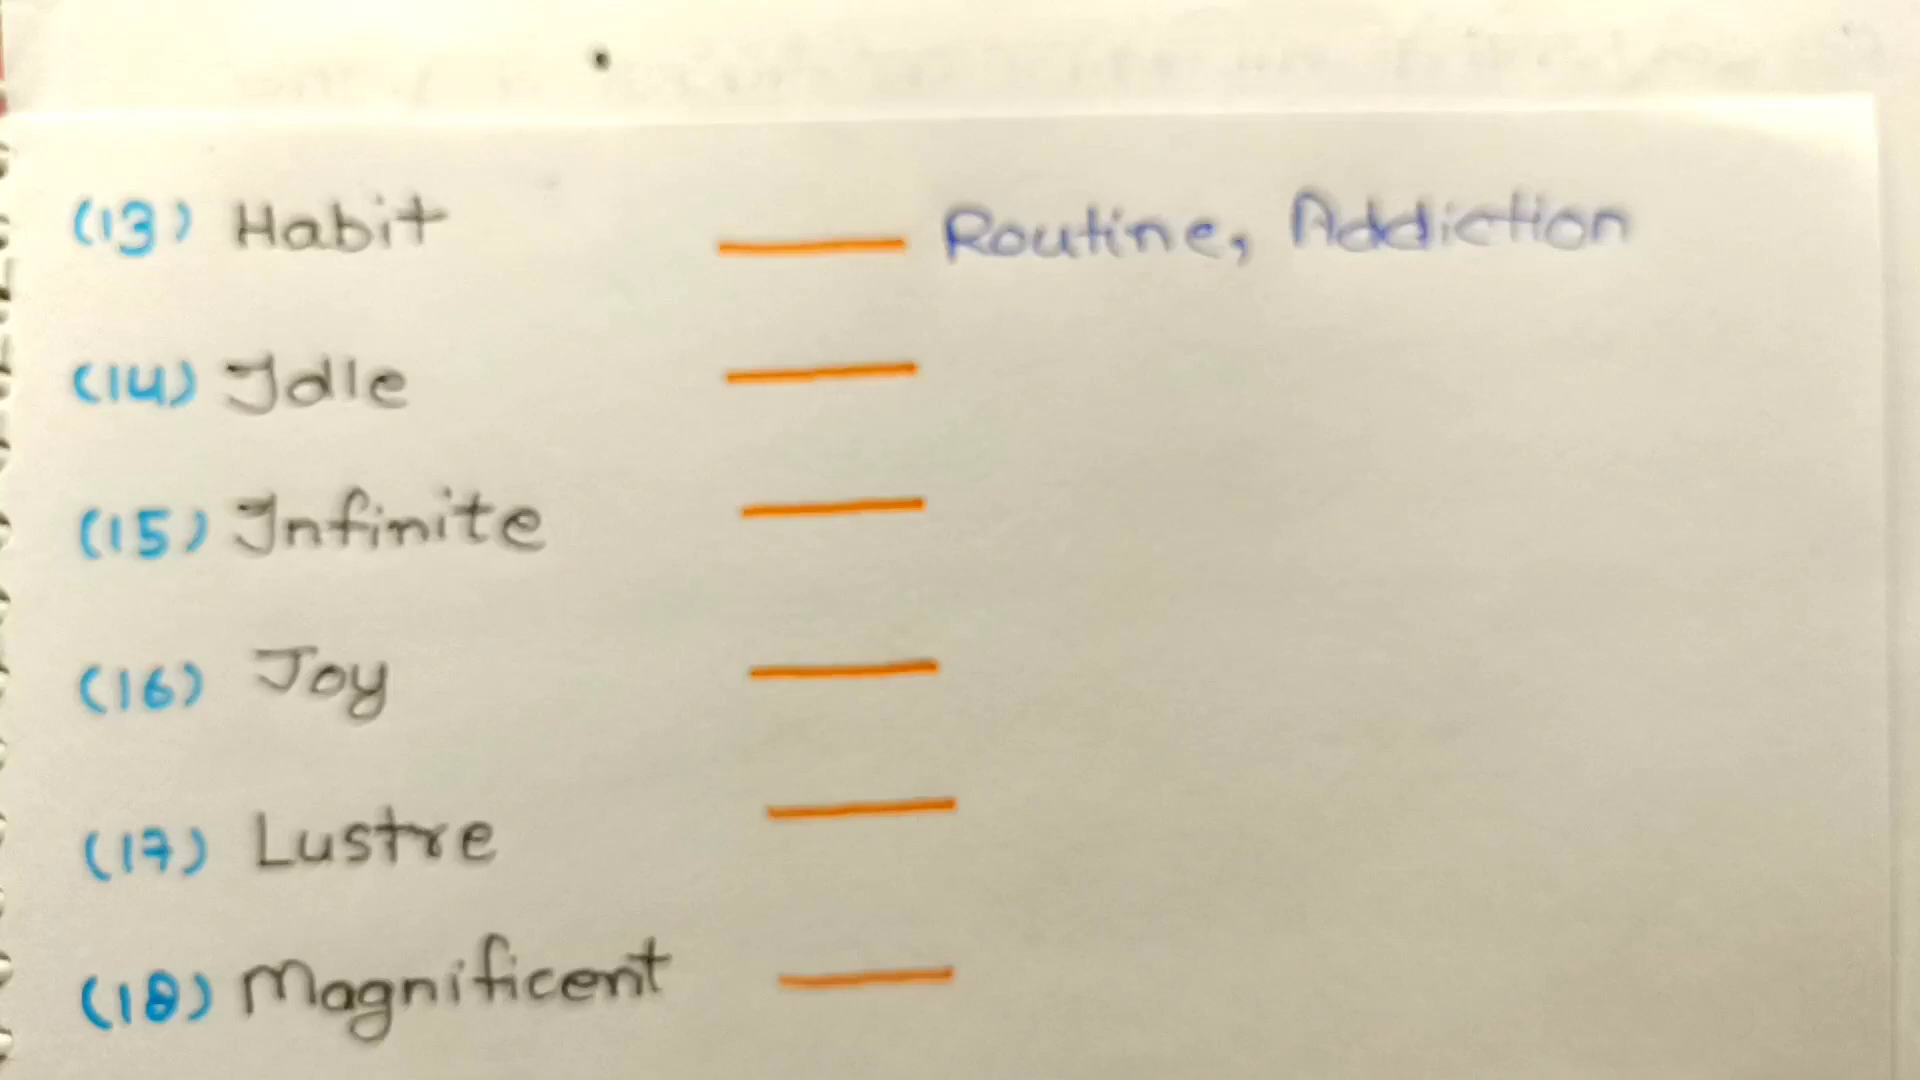 (13) Habit — Routine, Addiction
(14) Idle —
(15) Infinite —
(16) Joy —
(17) Lustre —
(18) Magnificent —